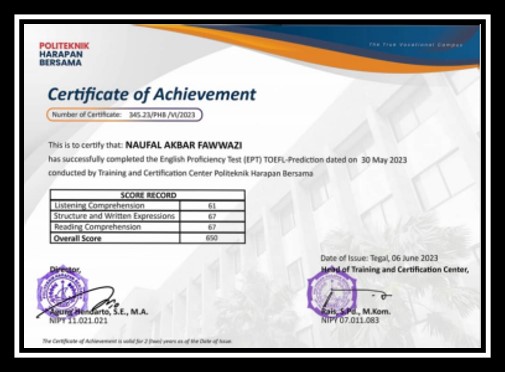 POLITEKNIK
HARAPAN
BERSAMA
The True Vocational Campus
Certificate of Achievement
Number of Certificate: 345.23/PHB /VI/2023
This is to certify that: NAUFAL AKBAR FAWWAZI
has successfully completed the English Proficiency Test (EPT) TOEFL-Prediction dated on 30 May 2023
conducted by Training and Certification Center Politeknik Harapan Bersama
SCORE RECORD
Listening Comprehension 61
Structure and Written Expressions 67
Reading Comprehension 67
Overall Score 650
Date of Issue: Tegal, 06 June 2023
Director,
Head of Training and Certification Center,
Agung Hendarto, S.E., M.A.
NIPY 11.021.021
Rais, S.Pd., M.Kom.
NIPY 07.011.083
The Certificate of Achievement is valid for 2 (two) years as of the Date of Issue